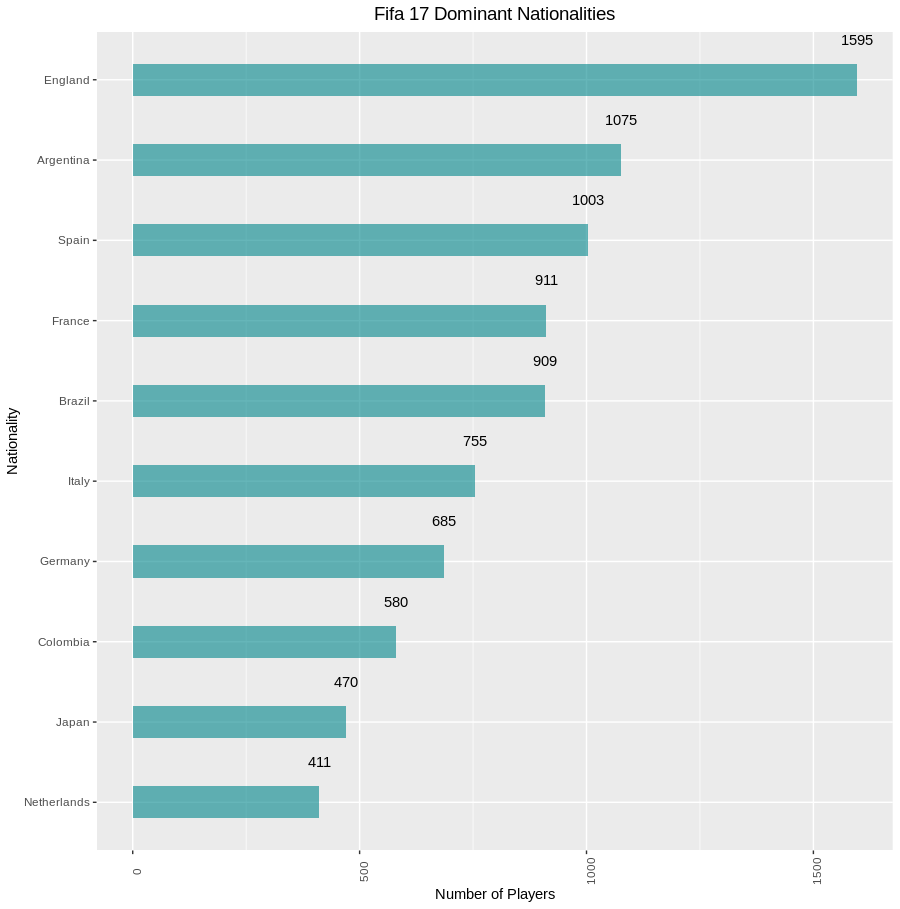 Fifa 17 Dominant Nationalities
1595
England
1075
Argentina
1003
Spain
911
France
909
Brazil
755
Italy
685
Germany
580
Colombia
470
Japan
411
Netherlands
Nationality
0
500
1000
1500
Number of Players